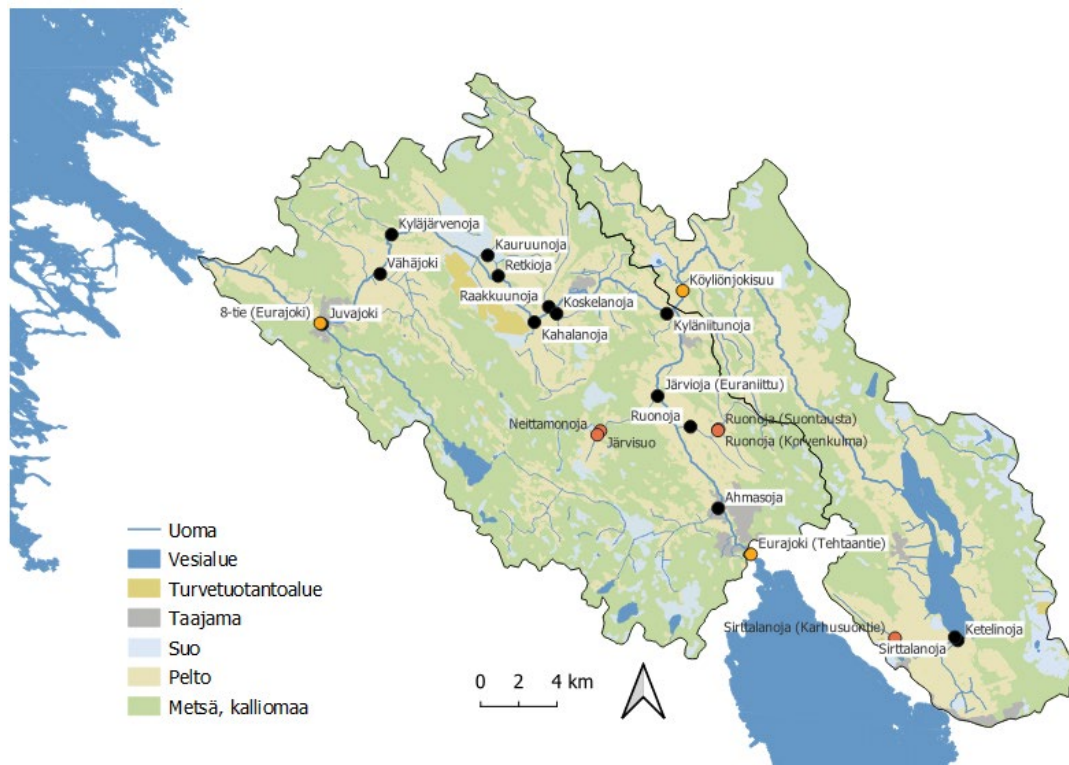 Kyläjärvenoja
Kauruunoja
Vähäjoki
Retkioja
Köyliönjokisuu
Raakkuunoja
Koskelanoja
8-tie (Eurajoki)
Juvajoki
Kyläniitunoja
Kahalanoja
Järvioja (Euraniittu)
Ruonoja
Ruonoja (Suontausta)
Neittamonoja
Ruonoja (Korvenkulma)
Järvisuo
Ahmasoja
Eurajoki (Tehtaantie)
Sirttalanoja (Karhusuontie)
Ketelinoja
Sirttalanoja
Uoma
Vesialue
Turvetuotantoalue
Taajama
Suo
Pelto
Metsä, kalliomaa
0 2 4 km